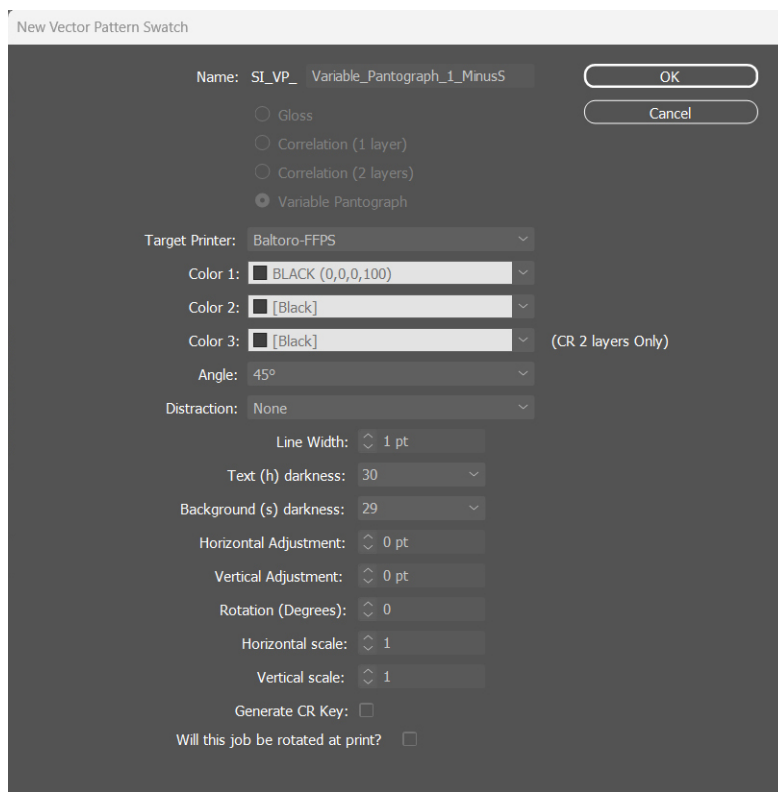 New Vector Pattern Swatch
Name: SI_VP_ Variable_Pantograph_1_MinusS
OK
Gloss
Cancel
Correlation (1 layer)
Correlation (2 layers)
Variable Pantograph
Target Printer: Baltoro-FFPS
Color 1: BLACK (0,0,0,100)
Color 2: [Black]
Color 3: [Black] (CR 2 layers Only)
Angle: 45°
Distraction: None
Line Width: 1 pt
Text (h) darkness: 30
Background (s) darkness: 29
Horizontal Adjustment: 0 pt
Vertical Adjustment: 0 pt
Rotation (Degrees): 0
Horizontal scale: 1
Vertical scale: 1
Generate CR Key:
Will this job be rotated at print?